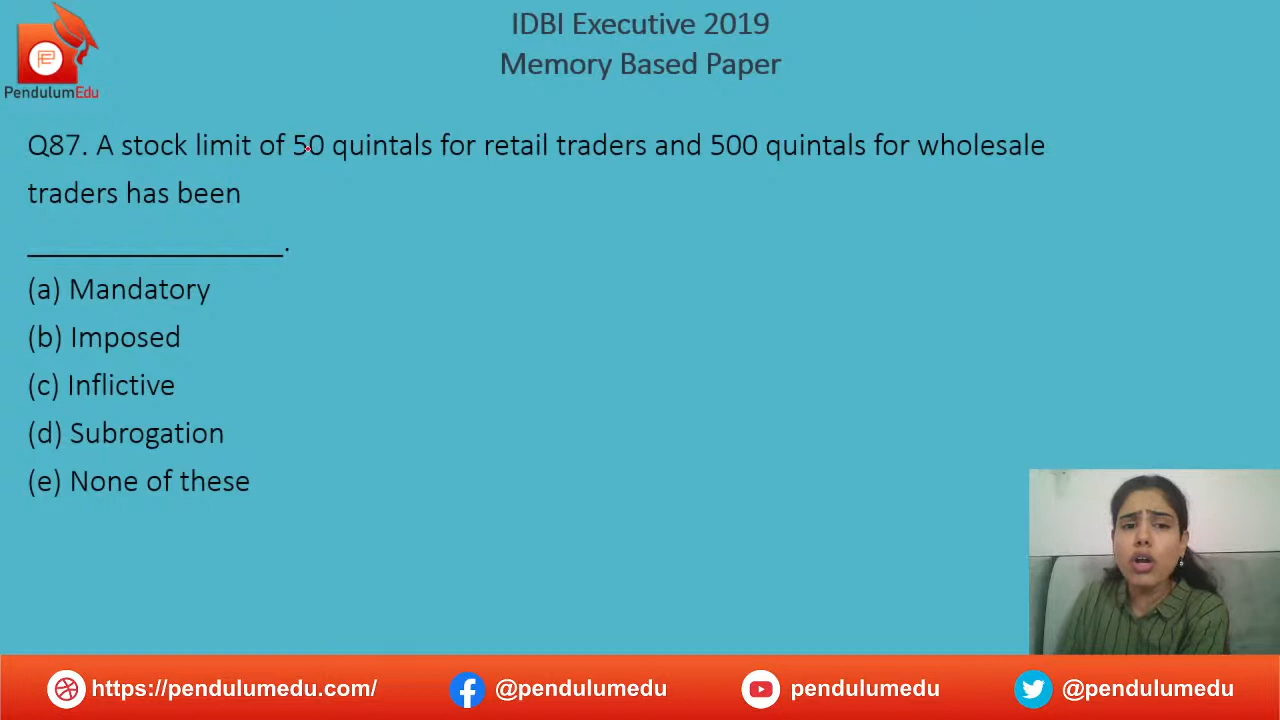 IDBI Executive 2019
Memory Based Paper
PendulumEdu
Q87. A stock limit of 50 quintals for retail traders and 500 quintals for wholesale
traders has been
__________________.
(a) Mandatory
(b) Imposed
(c) Inflictive
(d) Subrogation
(e) None of these
https://pendulumedu.com/ @pendulumedu pendulumedu @pendulumedu